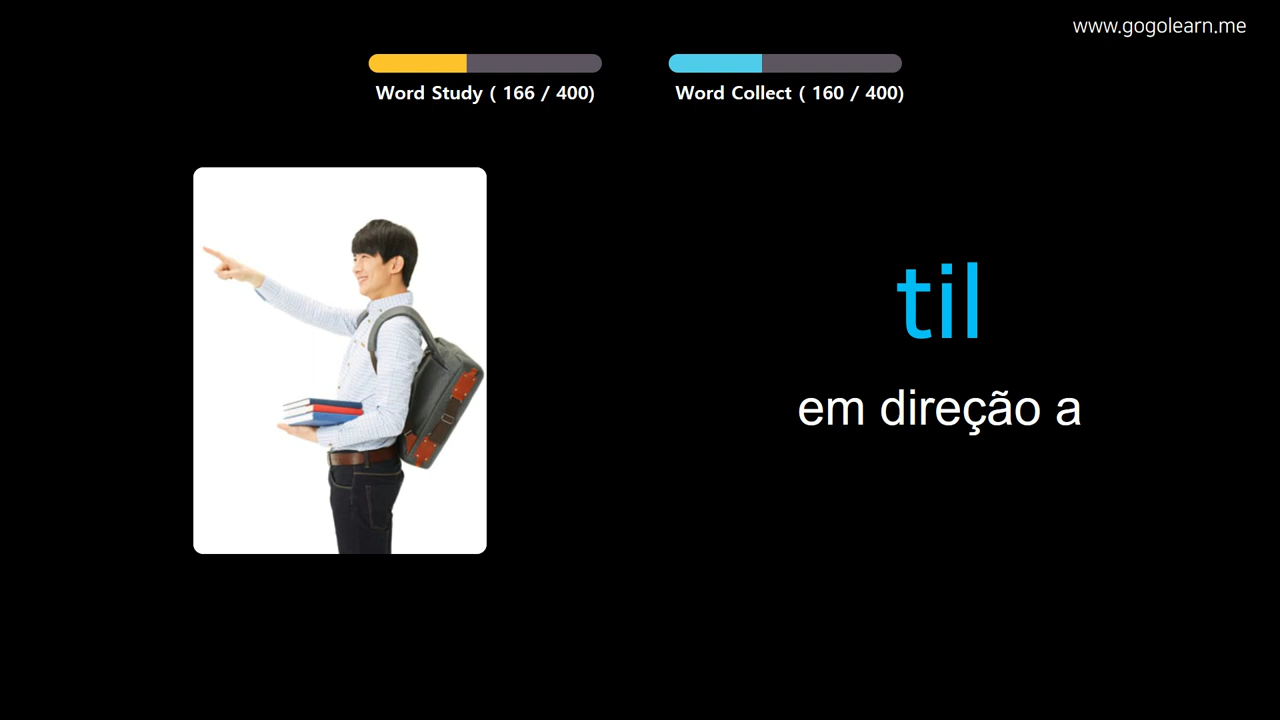 www.gogolearn.me
Word Study ( 166 / 400)
Word Collect ( 160 / 400)
til
em direção a